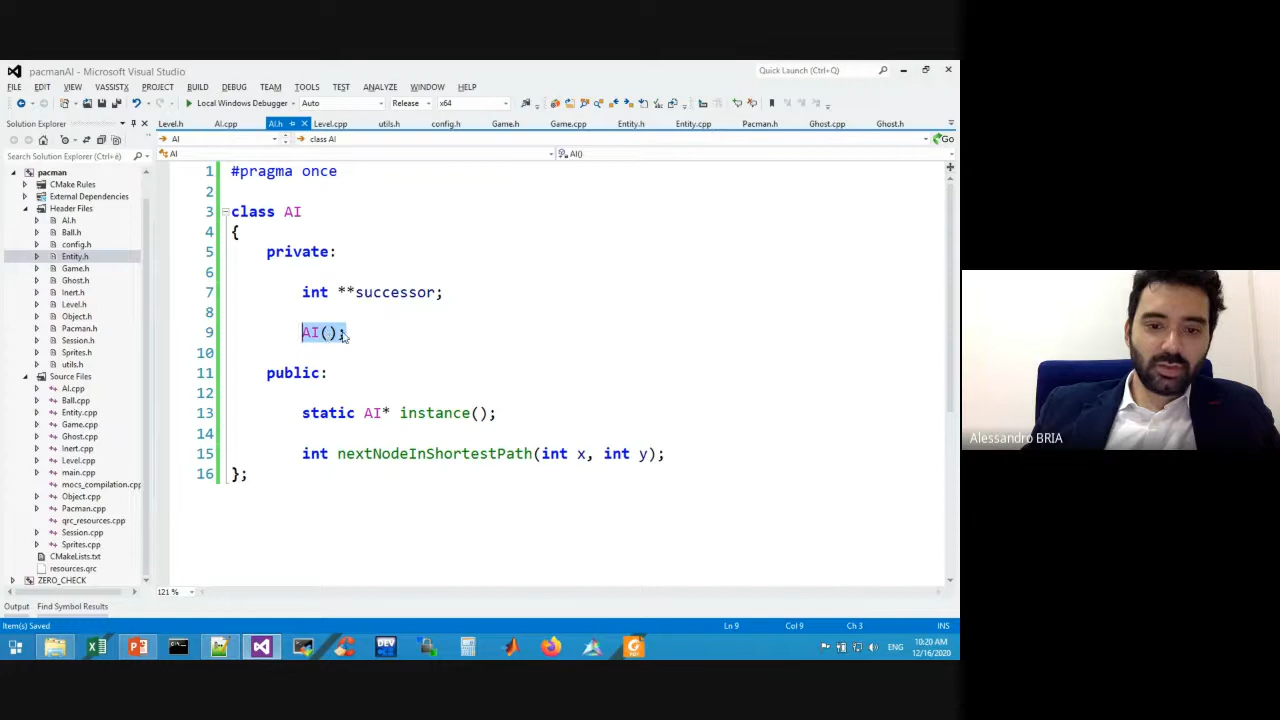 pacmanAI - Microsoft Visual Studio
Quick Launch (Ctrl+Q)
FILE EDIT VIEW VASSISTX PROJECT BUILD DEBUG TEAM TOOLS TEST ANALYZE WINDOW HELP
Local Windows Debugger Auto Release x64
Solution Explorer
Level.h AI.cpp AI.h Level.cpp utils.h config.h Game.h Game.cpp Entity.h Entity.cpp Pacman.h Ghost.cpp Ghost.h
AI class AI Go
Search Solution Explorer (Ctrl+è)
AI AI()
pacman
CMake Rules
External Dependencies
Header Files
AI.h
Ball.h
config.h
Entity.h
Game.h
Ghost.h
Inert.h
Level.h
Object.h
Pacman.h
Session.h
Sprites.h
utils.h
Source Files
AI.cpp
Ball.cpp
Entity.cpp
Game.cpp
Ghost.cpp
Inert.cpp
Level.cpp
main.cpp
mocs_compilation.cpp
Object.cpp
Pacman.cpp
qrc_resources.cpp
Session.cpp
Sprites.cpp
CMakeLists.txt
resources.qrc
ZERO_CHECK
1 #pragma once
2
3 class AI
4 {
5 private:
6
7 int **successor;
8
9 AI();
10
11 public:
12
13 static AI* instance();
14
15 int nextNodeInShortestPath(int x, int y);
16 };
121 %
Output Find Symbol Results
Item(s) Saved Ln 9 Col 9 Ch 3 INS
DEV
PDF
ENG
10:20 AM
12/16/2020
Alessandro BRIA